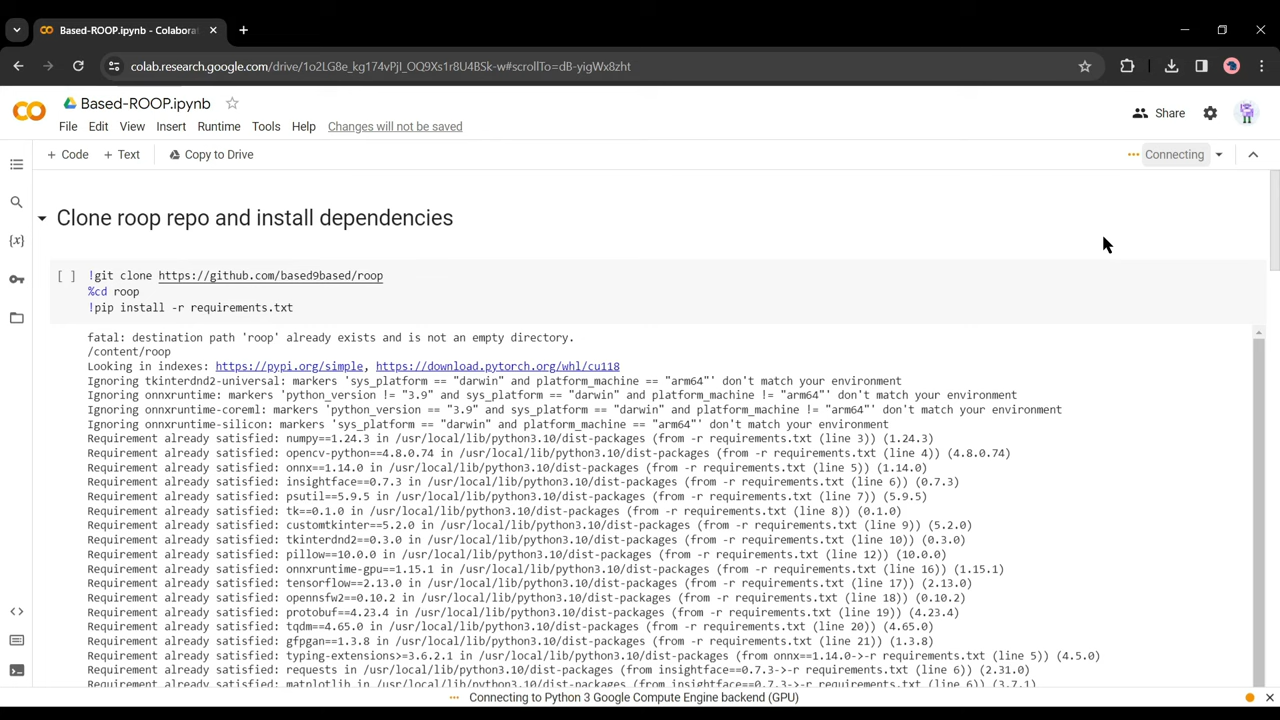 Based-ROOP.ipynb - Colabora
colab.research.google.com/drive/1o2LG8e_kg174vPjI_OQ9Xs1r8U4BSk-w#scrollTo=dB-yigWx8zht
Based-ROOP.ipynb
Share
File Edit View Insert Runtime Tools Help Changes will not be saved
+ Code + Text Copy to Drive
Connecting
Clone roop repo and install dependencies
[ ] !git clone https://github.com/based9based/roop
%cd roop
!pip install -r requirements.txt
fatal: destination path 'roop' already exists and is not an empty directory.
/content/roop
Looking in indexes: https://pypi.org/simple, https://download.pytorch.org/whl/cu118
Ignoring tkinterdnd2-universal: markers 'sys_platform == "darwin" and platform_machine == "arm64"' don't match your environment
Ignoring onnxruntime: markers 'python_version != "3.9" and sys_platform == "darwin" and platform_machine != "arm64"' don't match your environment
Ignoring onnxruntime-coreml: markers 'python_version == "3.9" and sys_platform == "darwin" and platform_machine != "arm64"' don't match your environment
Ignoring onnxruntime-silicon: markers 'sys_platform == "darwin" and platform_machine == "arm64"' don't match your environment
Requirement already satisfied: numpy==1.24.3 in /usr/local/lib/python3.10/dist-packages (from -r requirements.txt (line 3)) (1.24.3)
Requirement already satisfied: opencv-python==4.8.0.74 in /usr/local/lib/python3.10/dist-packages (from -r requirements.txt (line 4)) (4.8.0.74)
Requirement already satisfied: onnx==1.14.0 in /usr/local/lib/python3.10/dist-packages (from -r requirements.txt (line 5)) (1.14.0)
Requirement already satisfied: insightface==0.7.3 in /usr/local/lib/python3.10/dist-packages (from -r requirements.txt (line 6)) (0.7.3)
Requirement already satisfied: psutil==5.9.5 in /usr/local/lib/python3.10/dist-packages (from -r requirements.txt (line 7)) (5.9.5)
Requirement already satisfied: tk==0.1.0 in /usr/local/lib/python3.10/dist-packages (from -r requirements.txt (line 8)) (0.1.0)
Requirement already satisfied: customtkinter==5.2.0 in /usr/local/lib/python3.10/dist-packages (from -r requirements.txt (line 9)) (5.2.0)
Requirement already satisfied: tkinterdnd2==0.3.0 in /usr/local/lib/python3.10/dist-packages (from -r requirements.txt (line 10)) (0.3.0)
Requirement already satisfied: pillow==10.0.0 in /usr/local/lib/python3.10/dist-packages (from -r requirements.txt (line 12)) (10.0.0)
Requirement already satisfied: onnxruntime-gpu==1.15.1 in /usr/local/lib/python3.10/dist-packages (from -r requirements.txt (line 16)) (1.15.1)
Requirement already satisfied: tensorflow==2.13.0 in /usr/local/lib/python3.10/dist-packages (from -r requirements.txt (line 17)) (2.13.0)
Requirement already satisfied: opennsfw2==0.10.2 in /usr/local/lib/python3.10/dist-packages (from -r requirements.txt (line 18)) (0.10.2)
Requirement already satisfied: protobuf==4.23.4 in /usr/local/lib/python3.10/dist-packages (from -r requirements.txt (line 19)) (4.23.4)
Requirement already satisfied: tqdm==4.65.0 in /usr/local/lib/python3.10/dist-packages (from -r requirements.txt (line 20)) (4.65.0)
Requirement already satisfied: gfpgan==1.3.8 in /usr/local/lib/python3.10/dist-packages (from -r requirements.txt (line 21)) (1.3.8)
Requirement already satisfied: typing-extensions>=3.6.2.1 in /usr/local/lib/python3.10/dist-packages (from onnx==1.14.0->-r requirements.txt (line 5)) (4.5.0)
Requirement already satisfied: requests in /usr/local/lib/python3.10/dist-packages (from insightface==0.7.3->-r requirements.txt (line 6)) (2.31.0)
Requirement already satisfied: matplotlib in /usr/local/lib/python3.10/dist-packages (from insightface==0.7.3->-r requirements.txt (line 6)) (3.7.1)
Connecting to Python 3 Google Compute Engine backend (GPU)